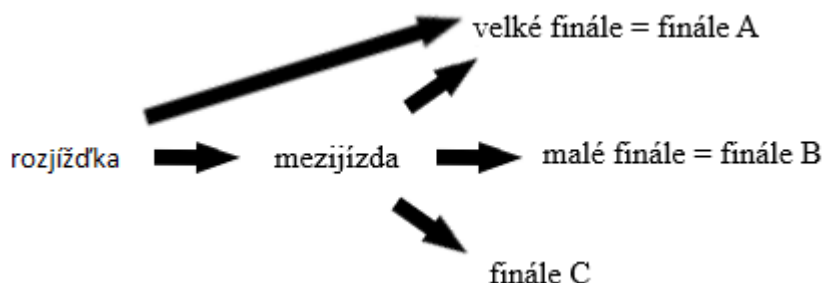 velké finále = finále A
rozjížďka
mezijízda
malé finále = finále B
finále C